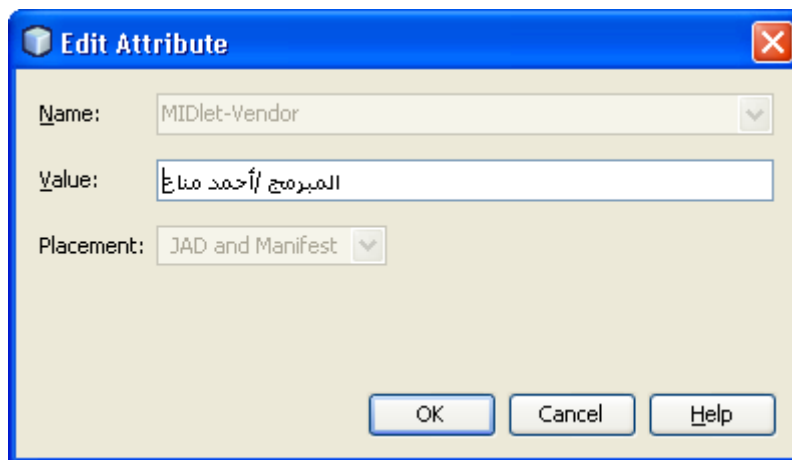 Edit Attribute
Name: MIDlet-Vendor
Value: المبرمج /أحمد مناع
Placement: JAD and Manifest
OK Cancel Help